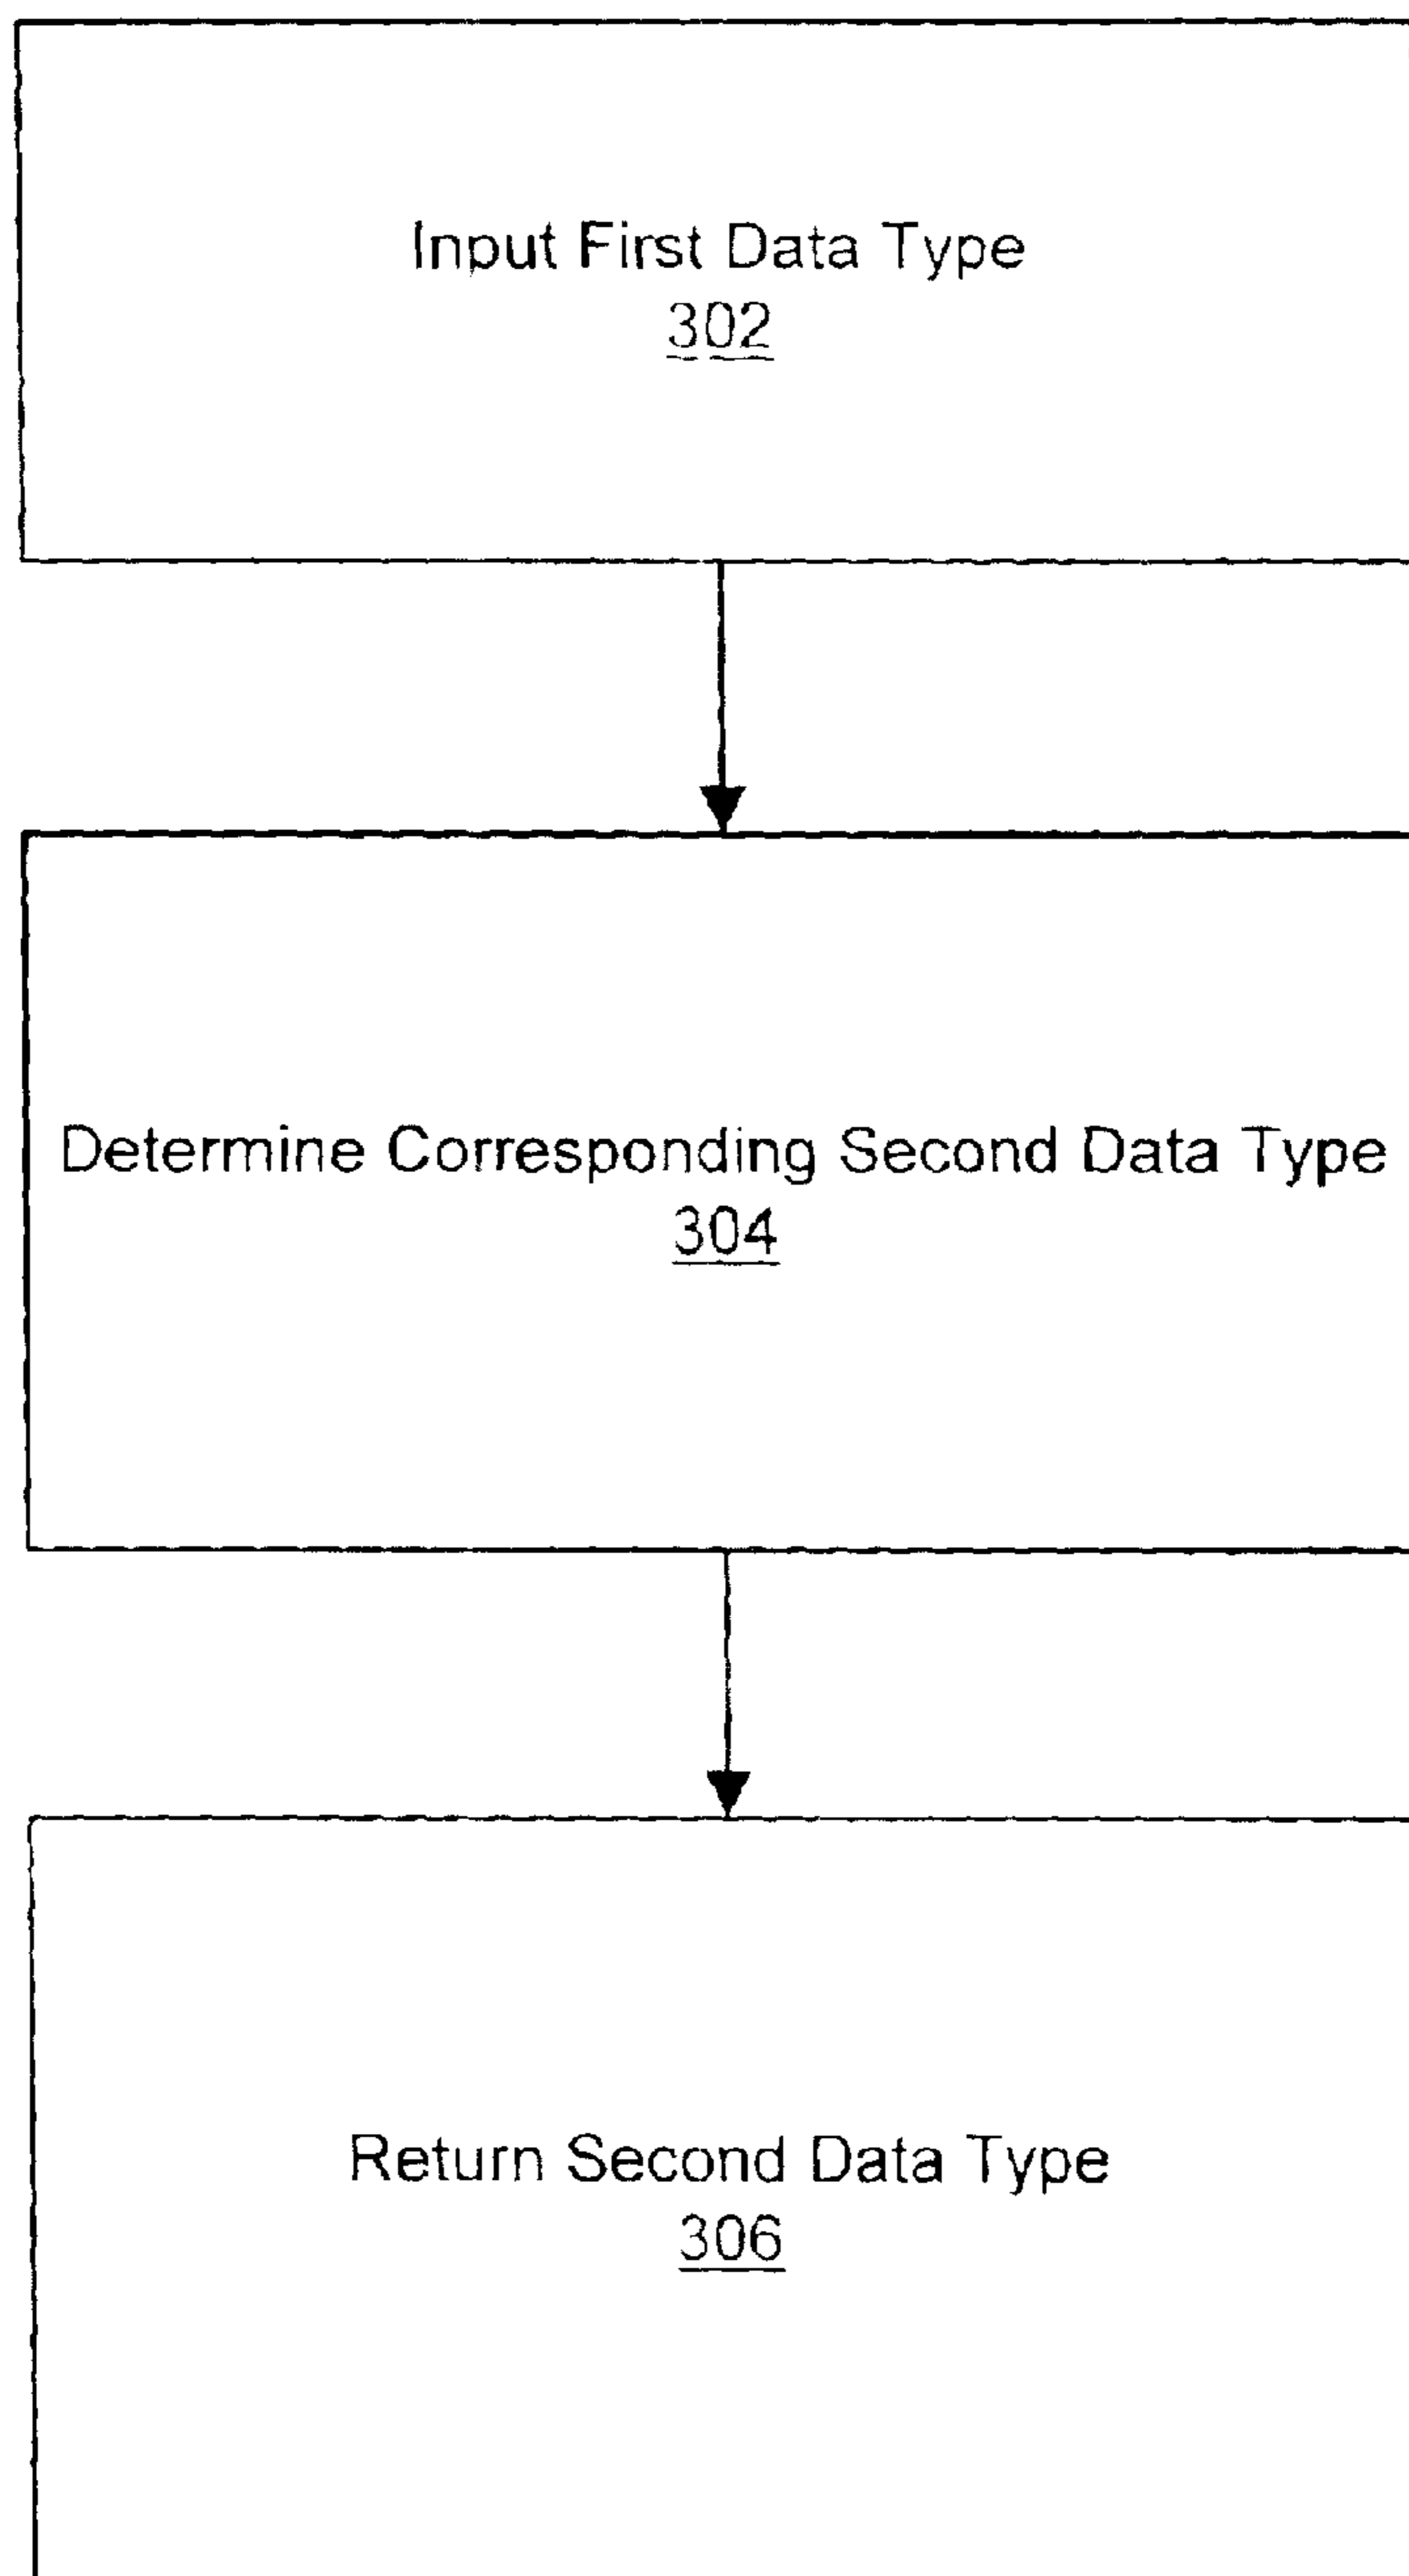 Input First Data Type
302
Determine Corresponding Second Data Type
304
Return Second Data Type
306